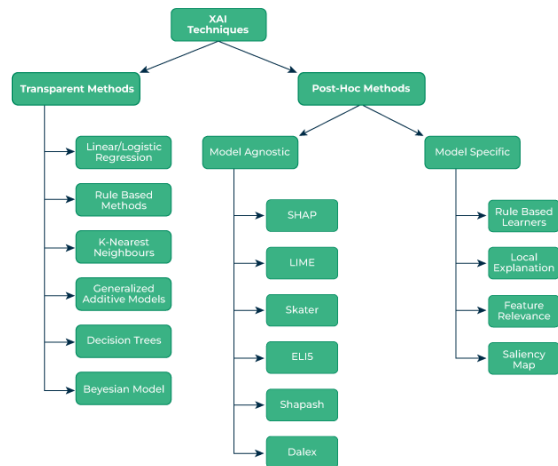 XAI
Techniques
Transparent Methods
Post-Hoc Methods
Linear/Logistic
Regression
Rule Based
Methods
K-Nearest
Neighbours
Generalized
Additive Models
Decision Trees
Beyesian Model
Model Agnostic
SHAP
LIME
Skater
ELI5
Shapash
Dalex
Model Specific
Rule Based
Learners
Local
Explanation
Feature
Relevance
Saliency
Map